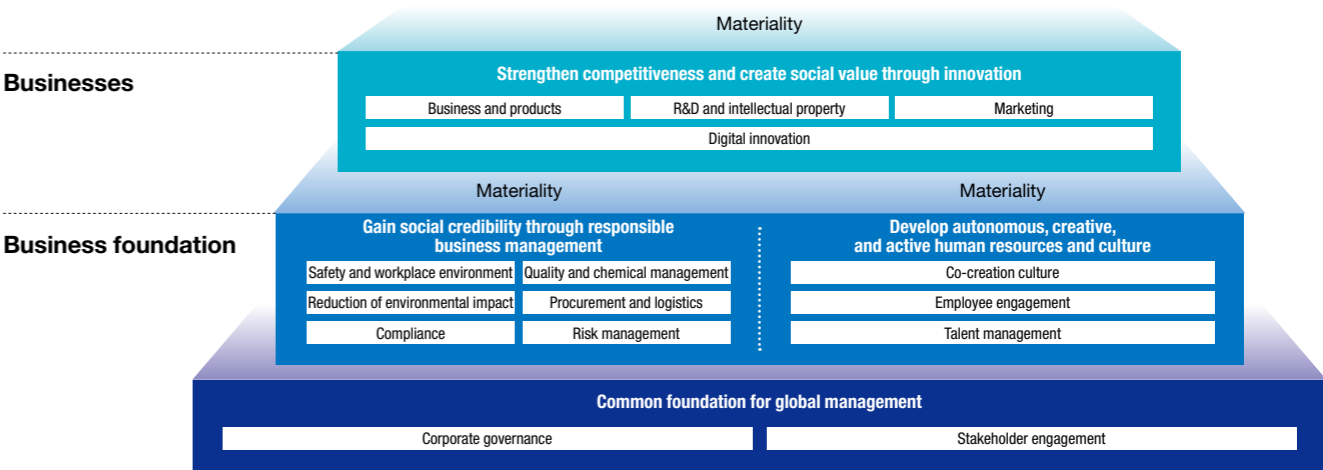 Materiality
Businesses
Strengthen competitiveness and create social value through innovation
Business and products
R&D and intellectual property
Marketing
Digital innovation
Materiality
Materiality
Business foundation
Gain social credibility through responsible
business management
Safety and workplace environment
Quality and chemical management
Reduction of environmental impact
Procurement and logistics
Compliance
Risk management
Develop autonomous, creative,
and active human resources and culture
Co-creation culture
Employee engagement
Talent management
Common foundation for global management
Corporate governance
Stakeholder engagement